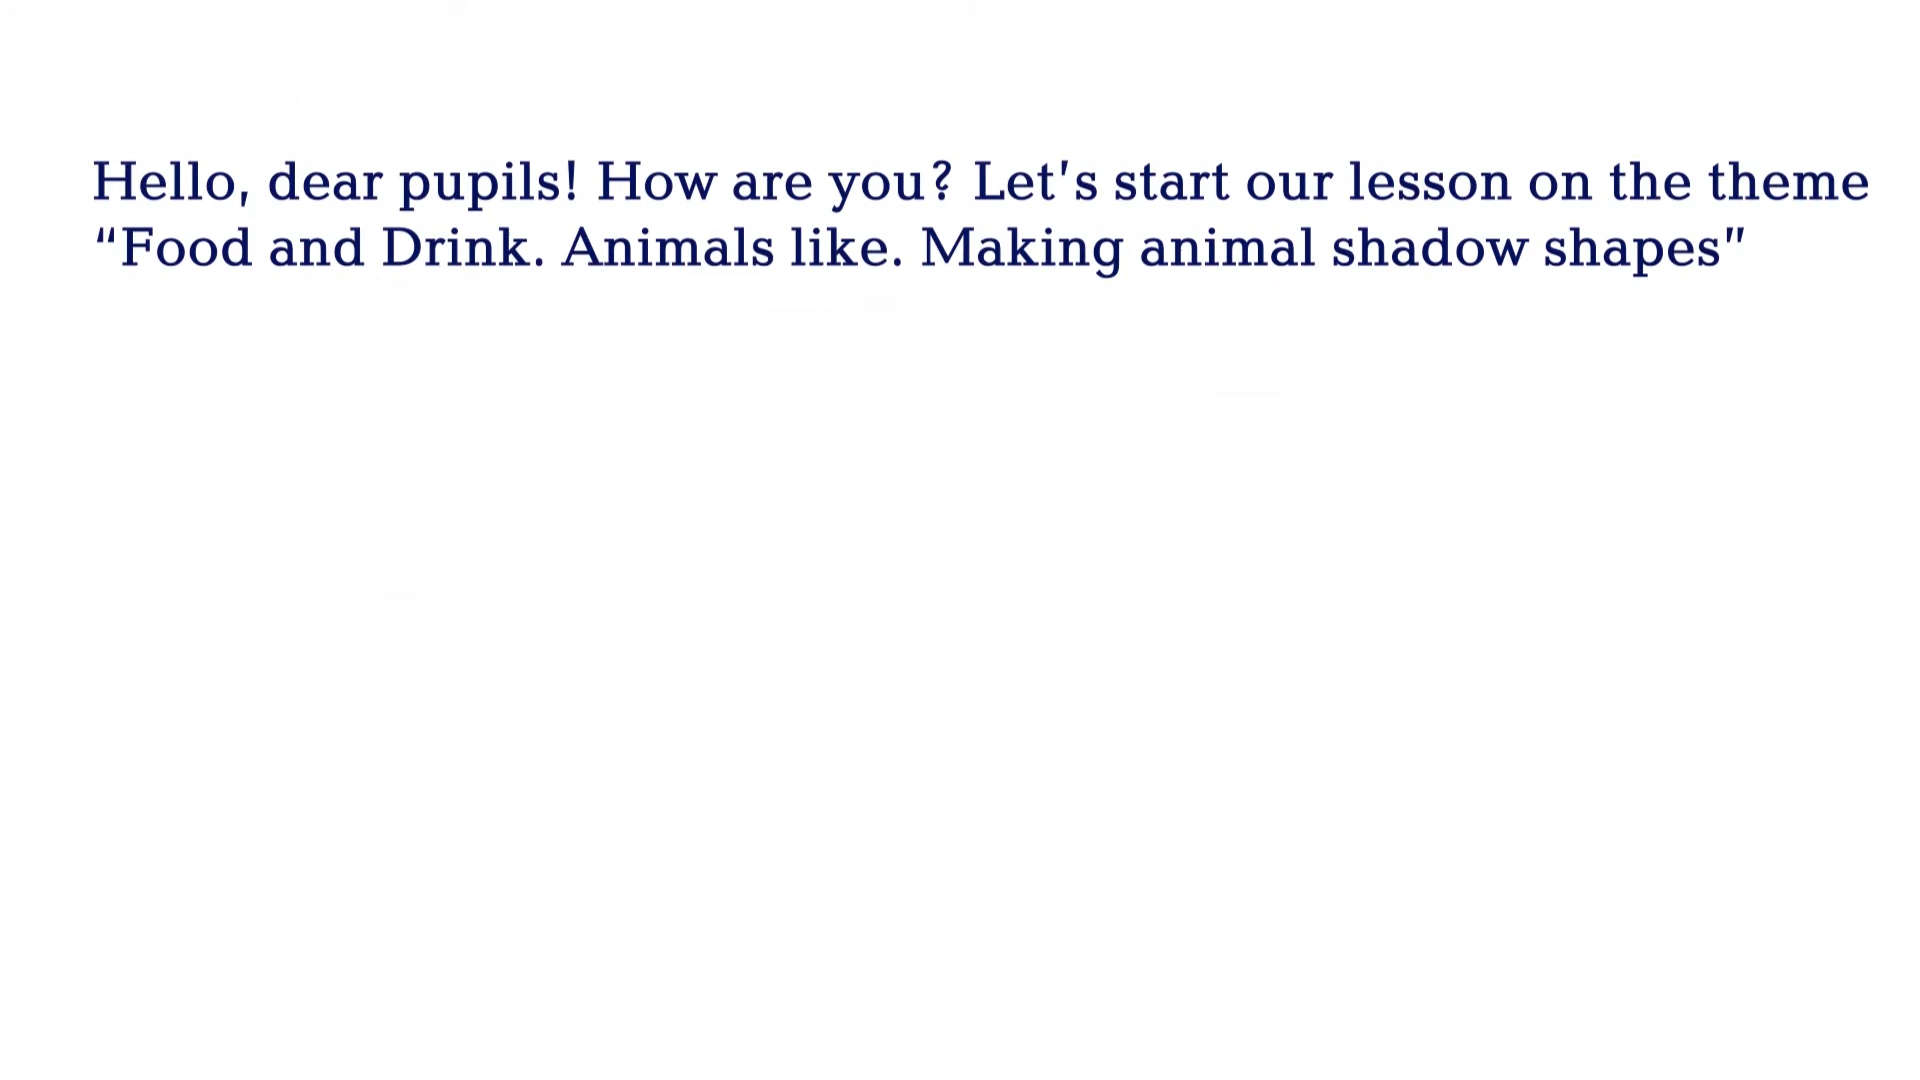 Hello, dear pupils! How are you? Let's start our lesson on the theme
“Food and Drink. Animals like. Making animal shadow shapes”